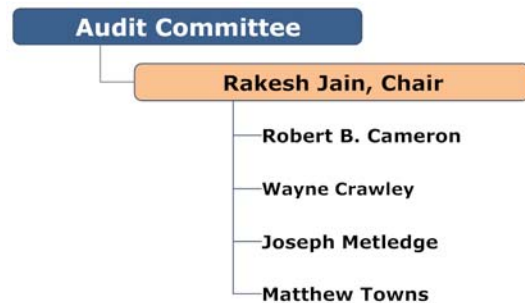 Audit Committee
Rakesh Jain, Chair
Robert B. Cameron
Wayne Crawley
Joseph Metledge
Matthew Towns